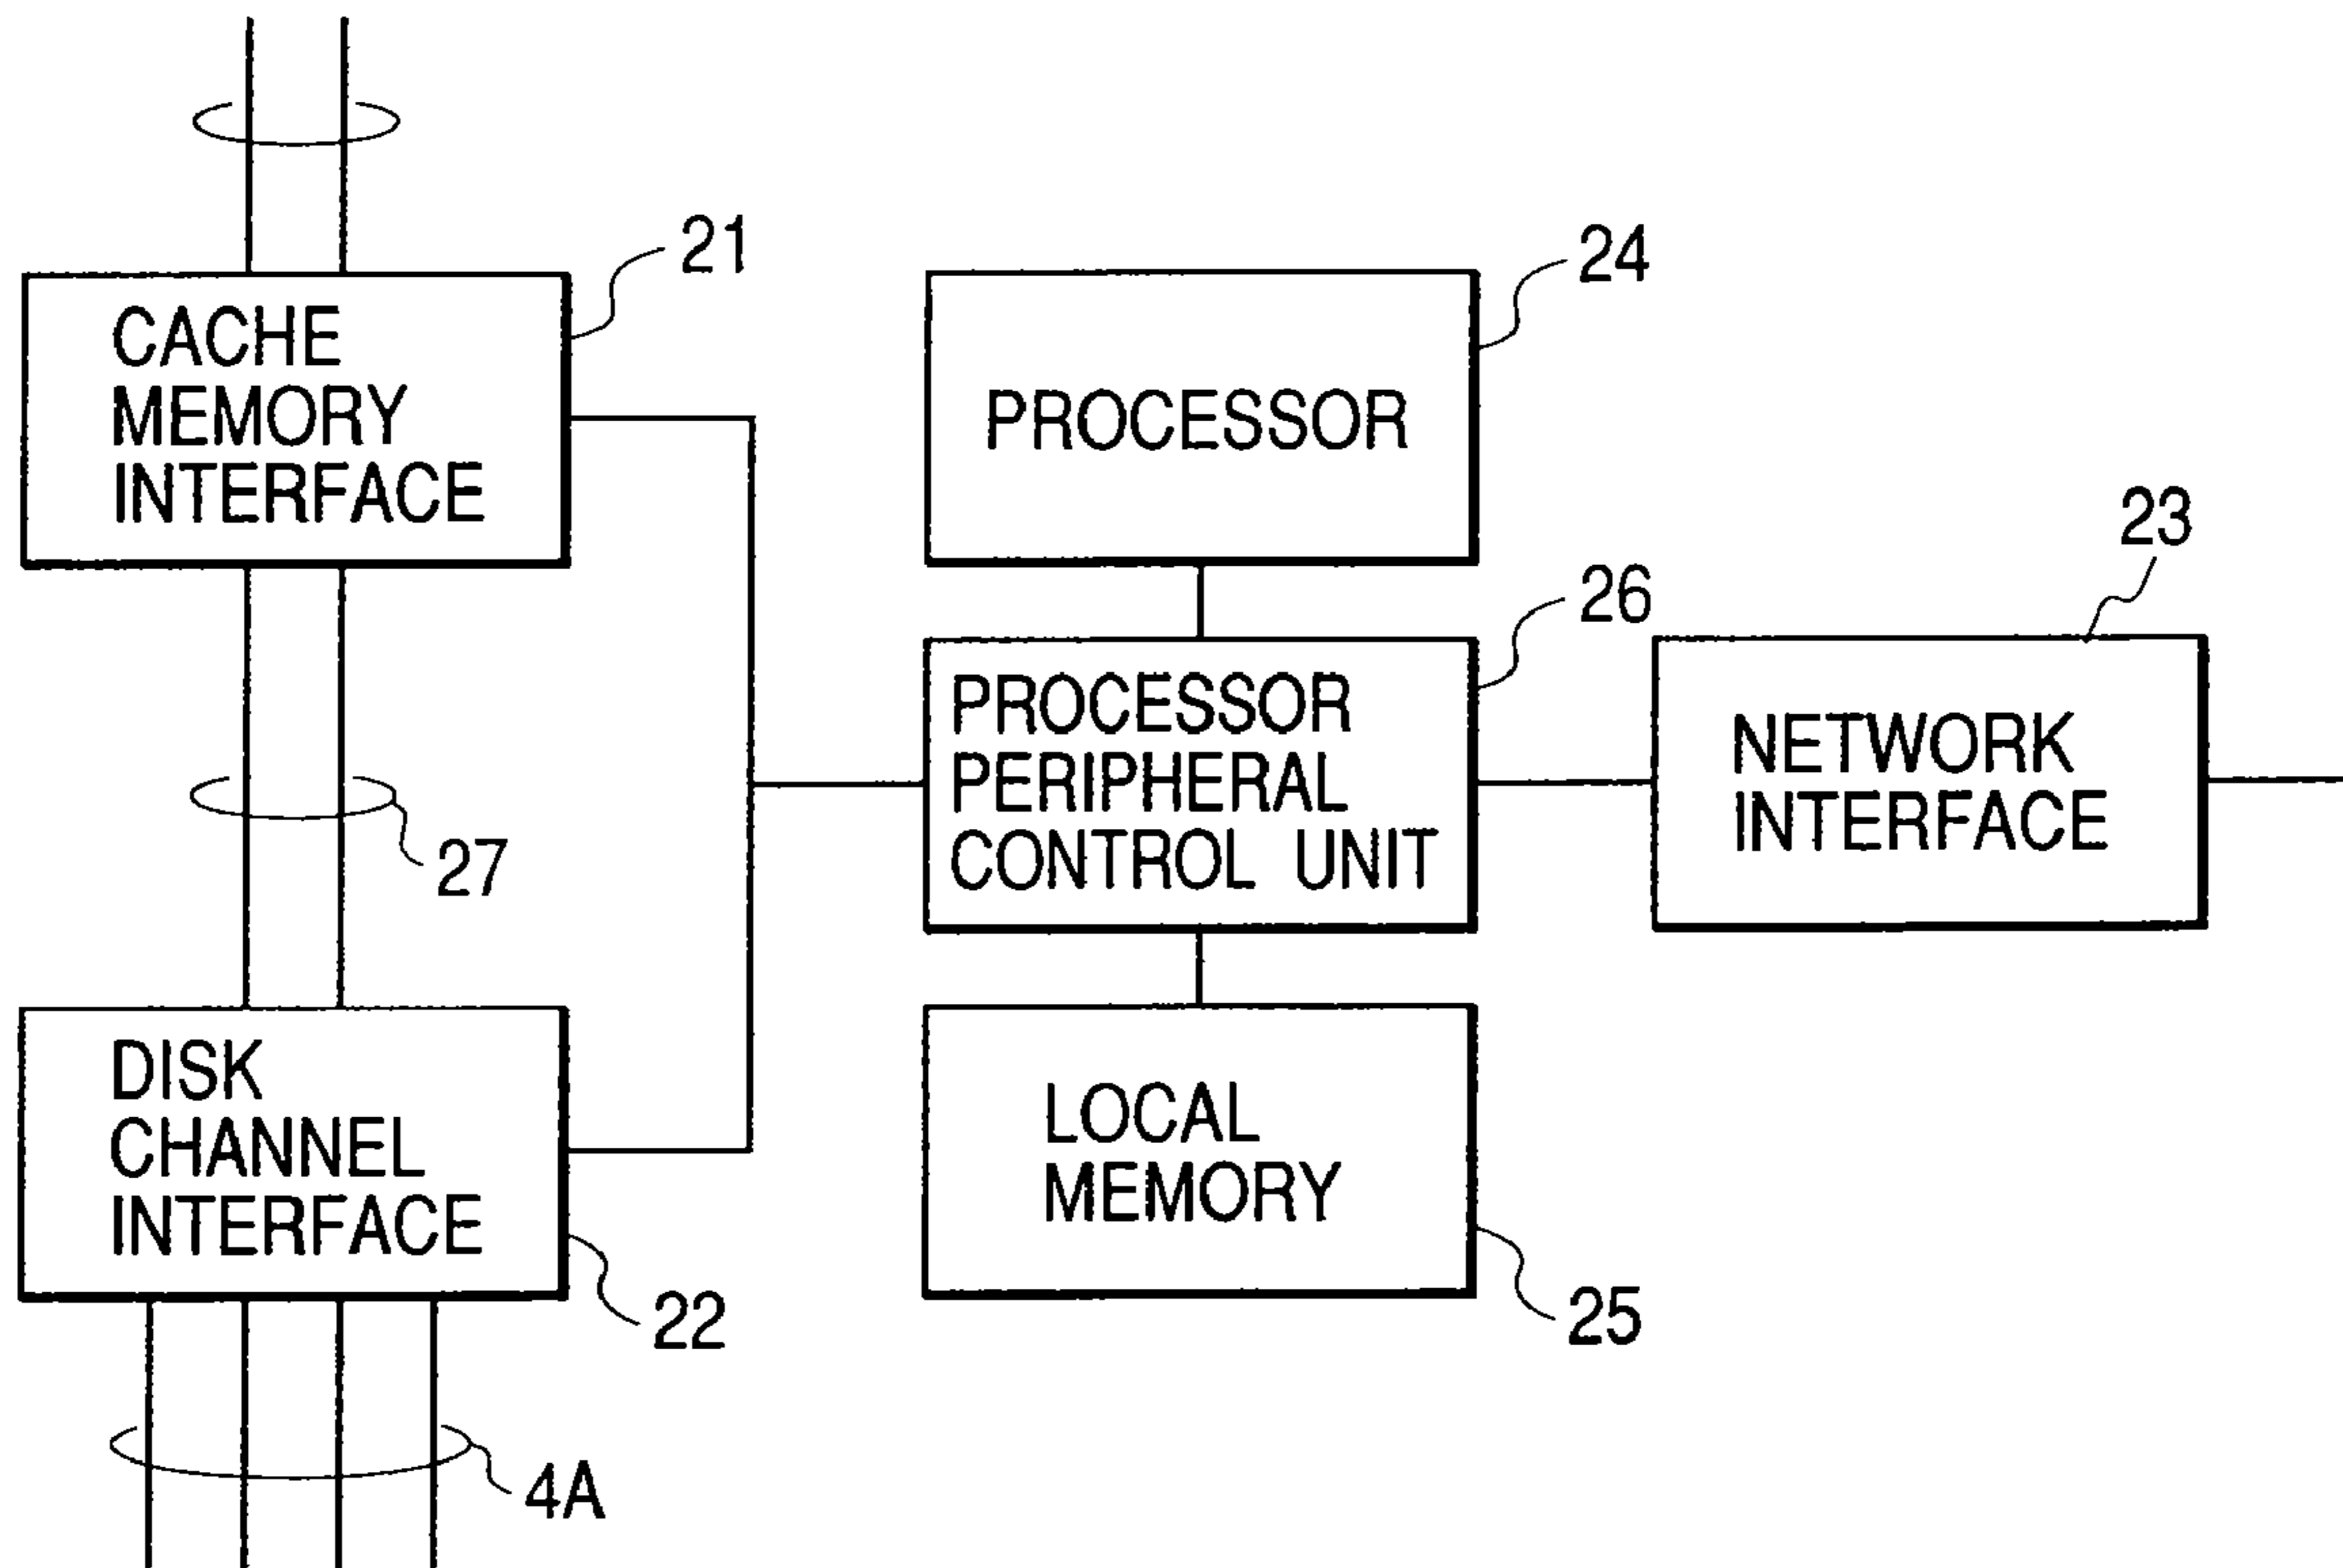 21
CACHE
MEMORY
INTERFACE
24
PROCESSOR
23
26
PROCESSOR
PERIPHERAL
CONTROL UNIT
NETWORK
INTERFACE
27
DISK
CHANNEL
INTERFACE
22
LOCAL
MEMORY
25
4A